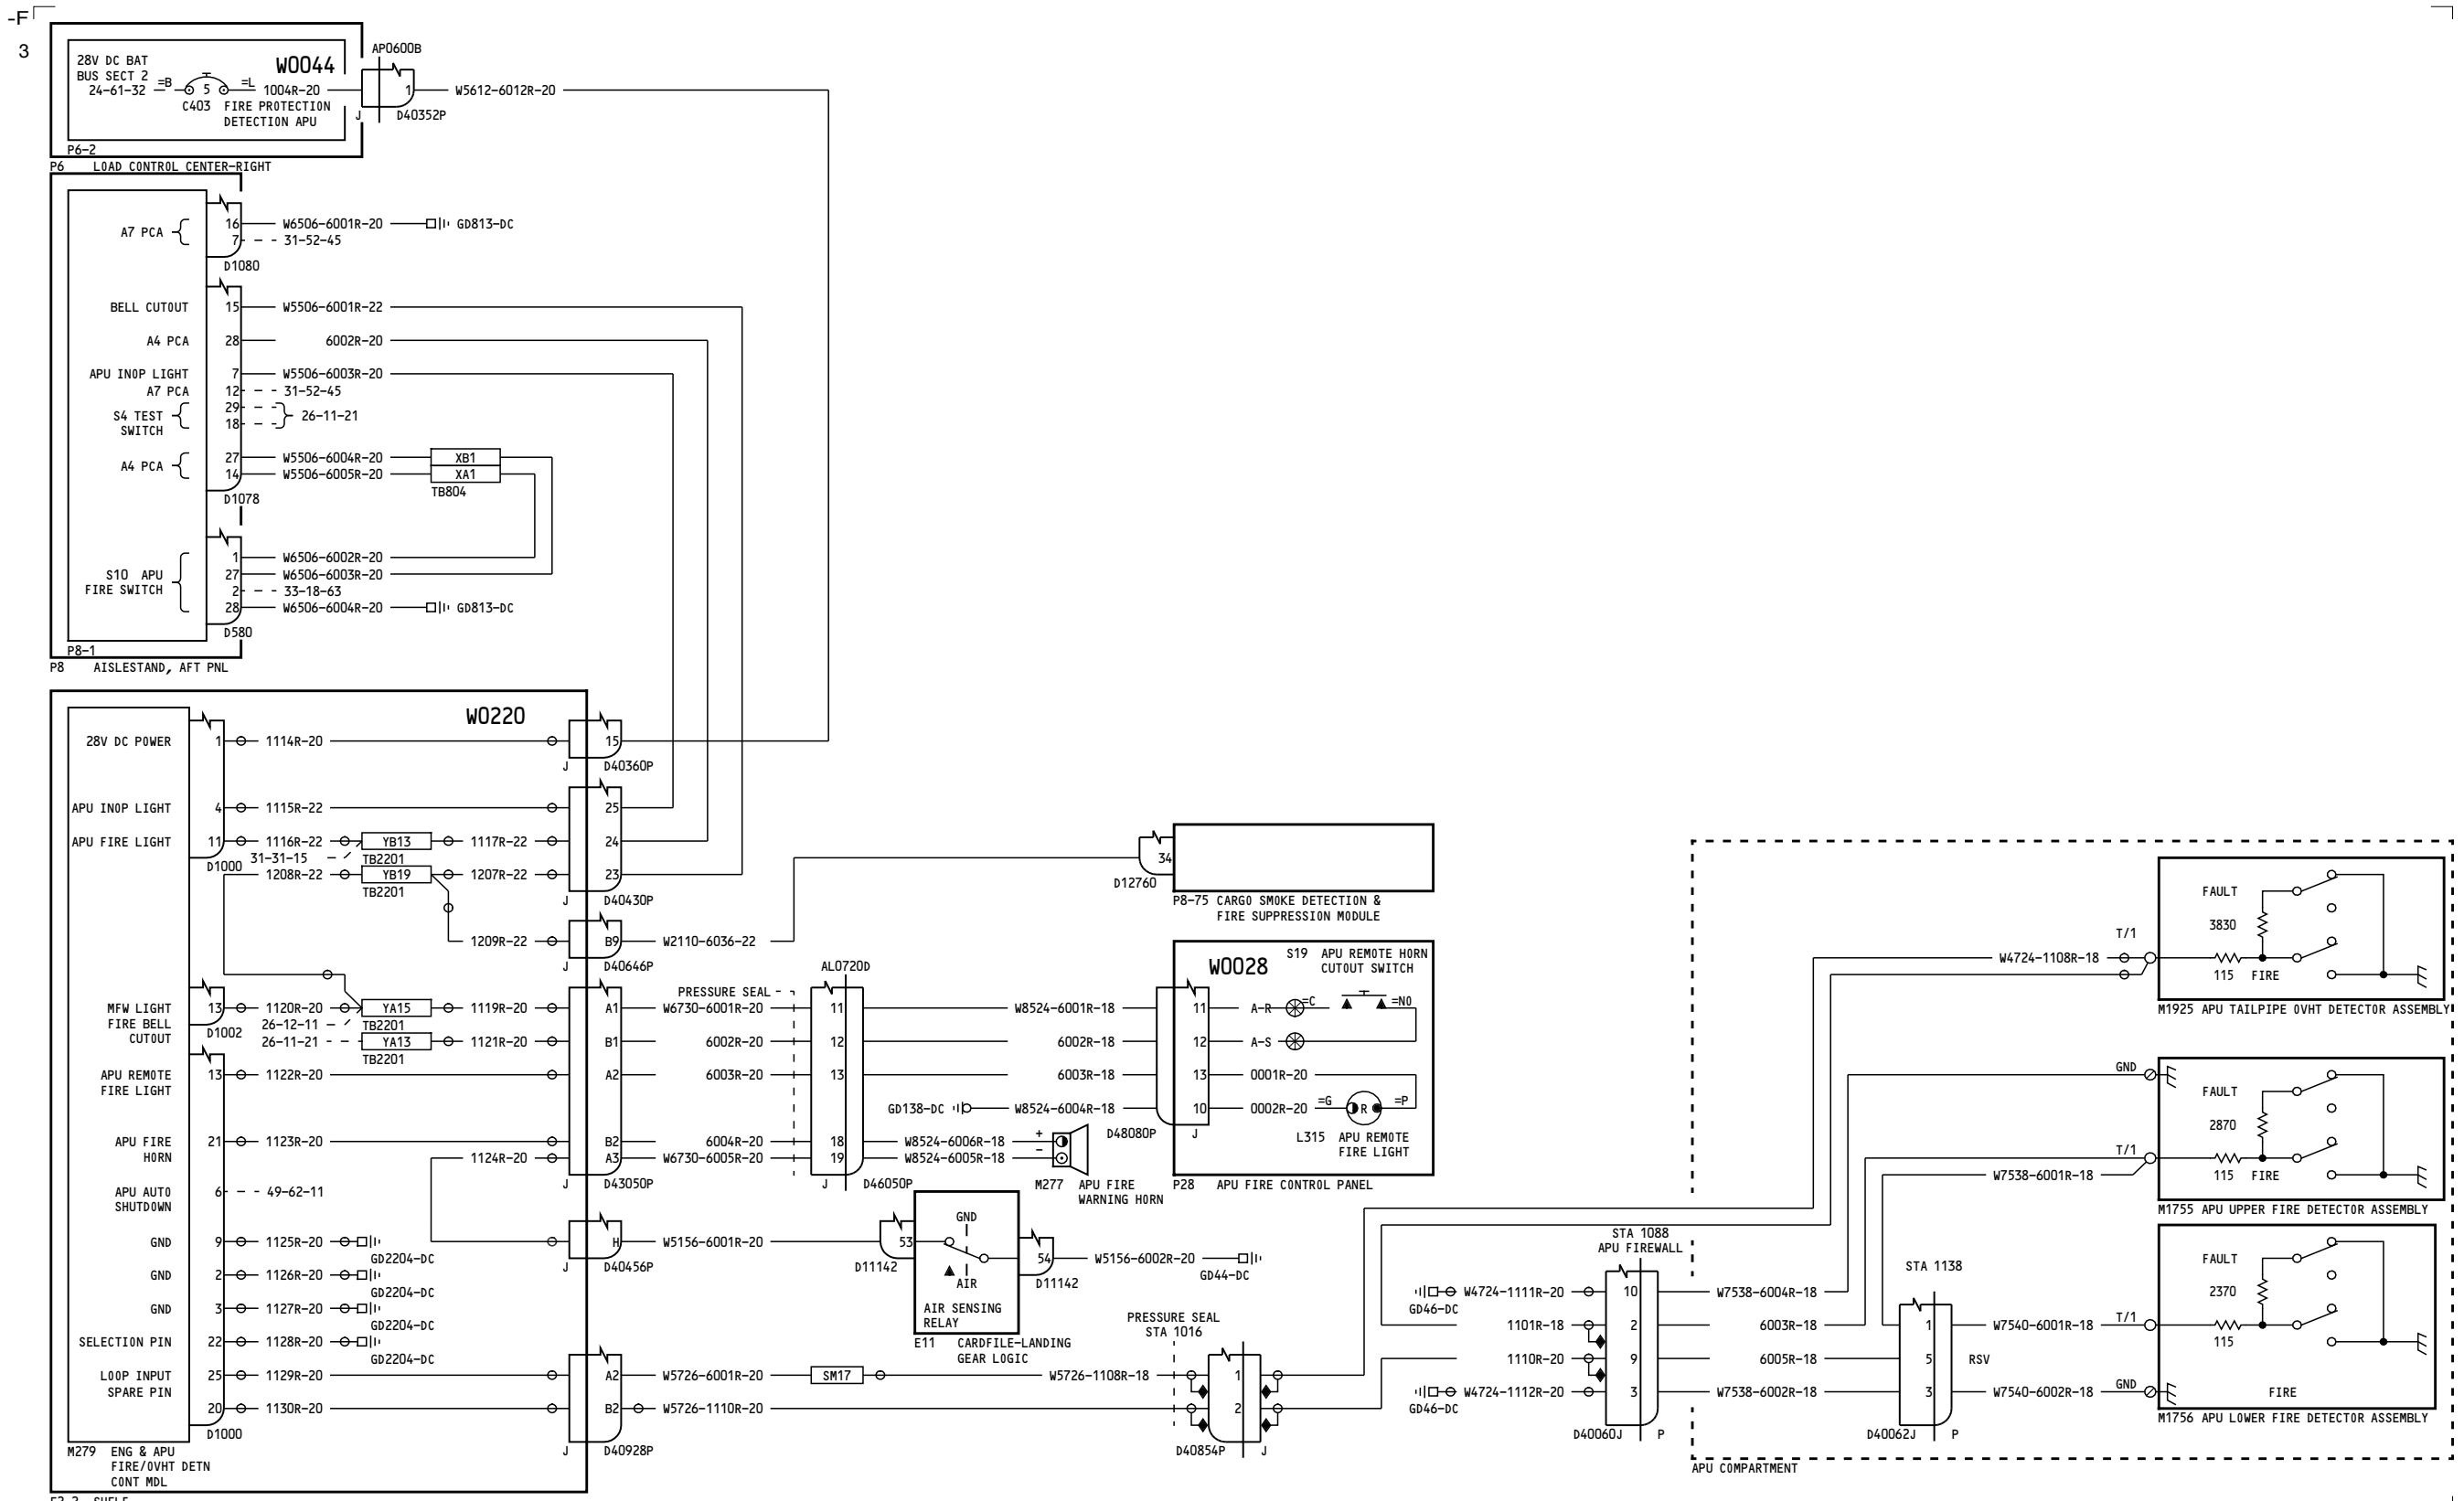 -F
3
28V DC BAT
BUS SECT 2
24-61-32
=B
5
=L
1004R-20
W0044
C403 FIRE PROTECTION
DETECTION APU
P6-2
P6 LOAD CONTROL CENTER-RIGHT
AP0600B
1
J
D40352P
W5612-6012R-20
A7 PCA
16
W6506-6001R-20
GD813-DC
7
31-52-45
D1080
BELL CUTOUT
15
W5506-6001R-22
A4 PCA
28
6002R-20
APU INOP LIGHT
7
W5506-6003R-20
A7 PCA
12
31-52-45
S4 TEST
SWITCH
29
18
26-11-21
A4 PCA
27
W5506-6004R-20
XB1
14
W5506-6005R-20
XA1
TB804
D1078
S10 APU
FIRE SWITCH
1
W6506-6002R-20
27
W6506-6003R-20
2
33-18-63
28
W6506-6004R-20
GD813-DC
D580
P8-1
P8 AISLESTAND, AFT PNL
W0220
28V DC POWER
1
1114R-20
15
J
D40360P
APU INOP LIGHT
4
1115R-22
25
APU FIRE LIGHT
11
1116R-22
YB13
1117R-22
24
31-31-15
TB2201
D1000
1208R-22
YB19
1207R-22
23
TB2201
J
D40430P
1209R-22
B9
W2110-6036-22
J
D40646P
34
D12760
P8-75 CARGO SMOKE DETECTION &
FIRE SUPPRESSION MODULE
MFW LIGHT
FIRE BELL
CUTOUT
13
1120R-20
YA15
1119R-20
A1
D1002
26-12-11
TB2201
26-11-21
YA13
1121R-20
B1
TB2201
APU REMOTE
FIRE LIGHT
13
1122R-20
A2
APU FIRE
HORN
21
1123R-20
B2
1124R-20
A3
J
D43050P
APU AUTO
SHUTDOWN
6
49-62-11
GND
9
1125R-20
GD2204-DC
GND
2
1126R-20
GD2204-DC
GND
3
1127R-20
GD2204-DC
SELECTION PIN
22
1128R-20
GD2204-DC
LOOP INPUT
25
1129R-20
A2
SPARE PIN
20
1130R-20
B2
D1000
J
D40928P
M279 ENG & APU
FIRE/OVHT DETN
CONT MDL
PRESSURE SEAL
AL0720D
W6730-6001R-20
11
W8524-6001R-18
6002R-20
12
6002R-18
6003R-20
13
6003R-18
GD138-DC
W8524-6004R-18
6004R-20
18
W8524-6006R-18
+
W6730-6005R-20
19
W8524-6005R-18
−
J
D46050P
M277 APU FIRE
WARNING HORN
W0028
S19 APU REMOTE HORN
CUTOUT SWITCH
11
A-R
=C
=NO
12
A-S
13
0001R-20
10
0002R-20
=G
R
=P
D48080P
J
L315 APU REMOTE
FIRE LIGHT
P28 APU FIRE CONTROL PANEL
H
W5156-6001R-20
J
D40456P
53
D11142
GND
AIR
AIR SENSING
RELAY
54
D11142
W5156-6002R-20
GD44-DC
E11 CARDFILE-LANDING
GEAR LOGIC
W5726-6001R-20
SM17
W5726-1108R-18
W5726-1110R-20
PRESSURE SEAL
STA 1016
1
2
D40854P
J
STA 1088
APU FIREWALL
GD46-DC
W4724-1111R-20
10
W7538-6004R-18
1101R-18
2
6003R-18
1110R-20
9
6005R-18
GD46-DC
W4724-1112R-20
3
W7538-6002R-18
D40060J
P
STA 1138
1
W7540-6001R-18
T/1
5
RSV
3
W7540-6002R-18
GND
D40062J
P
W4724-1108R-18
T/1
FAULT
3830
115 FIRE
M1925 APU TAILPIPE OVHT DETECTOR ASSEMBLY
GND
T/1
W7538-6001R-18
FAULT
2870
115 FIRE
M1755 APU UPPER FIRE DETECTOR ASSEMBLY
FAULT
2370
115
FIRE
M1756 APU LOWER FIRE DETECTOR ASSEMBLY
APU COMPARTMENT